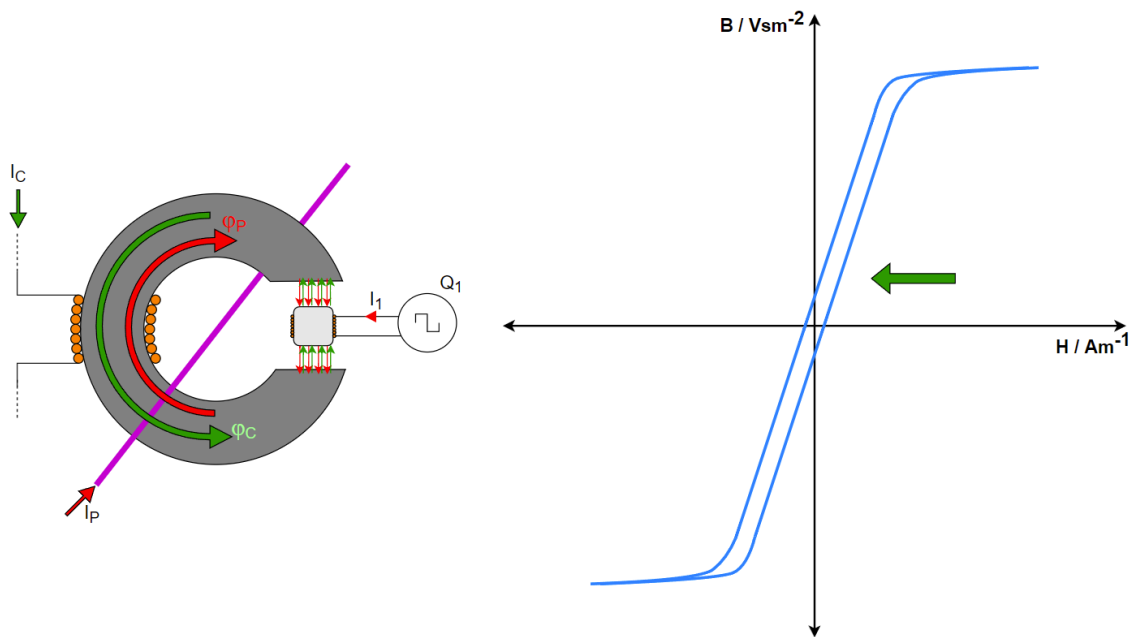 I_C
φ_P
I_1
Q_1
φ_C
I_P
B / Vsm⁻²
H / Am⁻¹